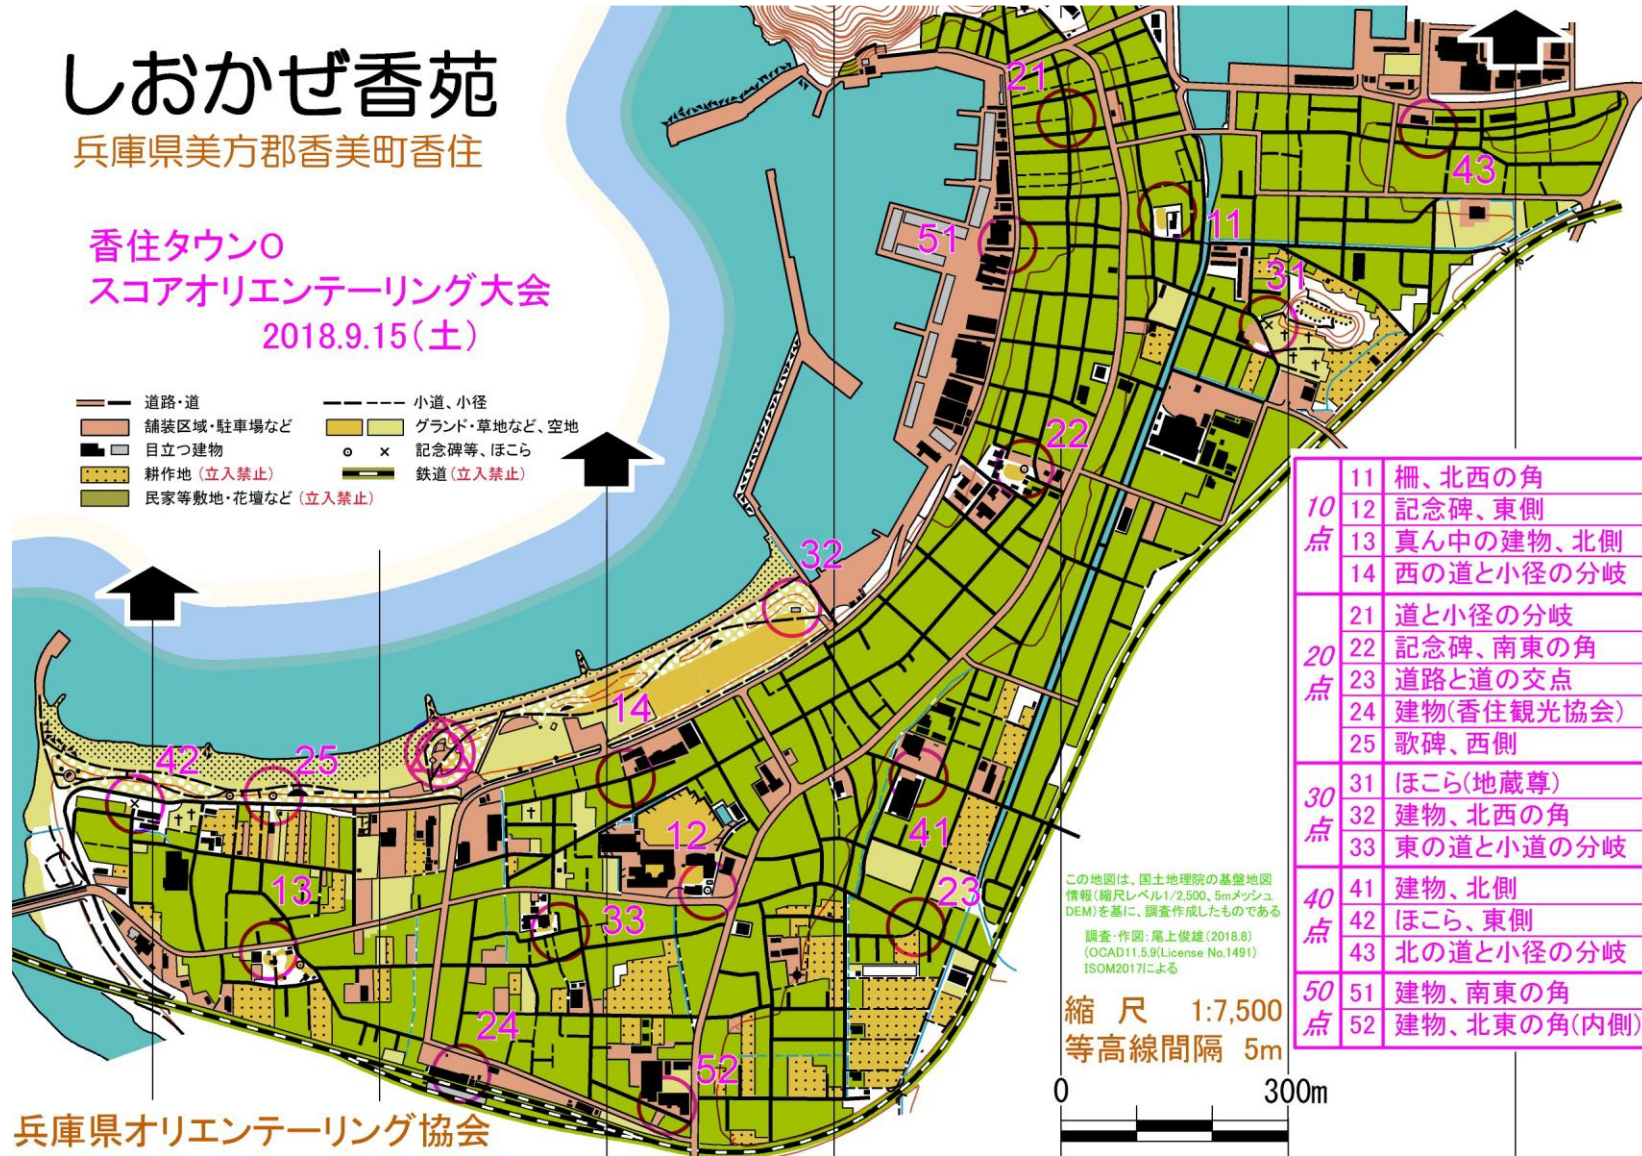 しおかぜ香苑
兵庫県美方郡香美町香住
香住タウンO
スコアオリエンテーリング大会
2018.9.15(土)
道路・道
小道、小径
舗装区域・駐車場など
グランド・草地など、空地
目立つ建物
記念碑等、ほこら
耕作地(立入禁止)
鉄道(立入禁止)
民家等敷地・花壇など(立入禁止)
21
43
11
51
31
22
32
14
42
25
12
41
13
33
23
24
52
10点
11 柵、北西の角
12 記念碑、東側
13 真ん中の建物、北側
14 西の道と小径の分岐
20点
21 道と小径の分岐
22 記念碑、南東の角
23 道路と道の交点
24 建物(香住観光協会)
25 歌碑、西側
30点
31 ほこら(地蔵尊)
32 建物、北西の角
33 東の道と小道の分岐
40点
41 建物、北側
42 ほこら、東側
43 北の道と小径の分岐
50点
51 建物、南東の角
52 建物、北東の角(内側)
この地図は、国土地理院の基盤地図
情報(縮尺レベル1/2,500、5mメッシュ
DEM)を基に、調査作成したものである
調査・作図:尾上俊雄(2018.8)
(OCAD11.5.9(License No.1491)
ISOM2017による
縮 尺 1:7,500
等高線間隔 5m
0 300m
兵庫県オリエンテーリング協会